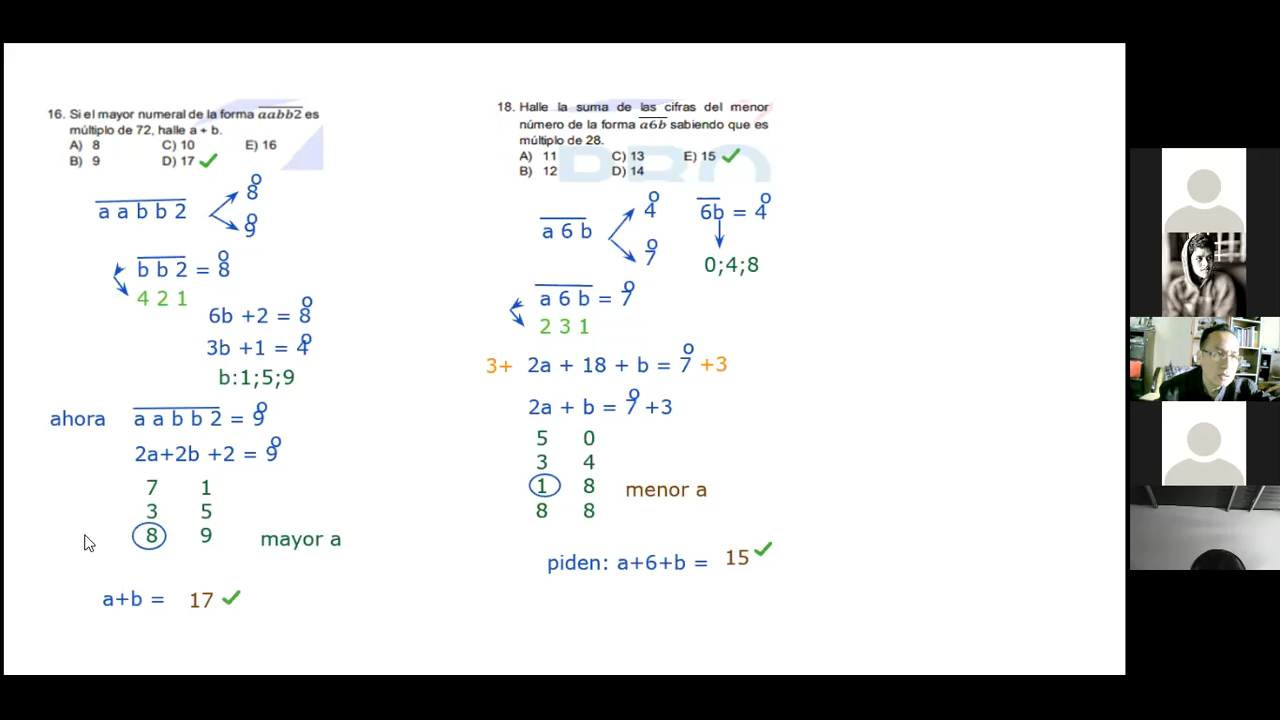 16. Si el mayor numeral de la forma aabb2 es
múltiplo de 72, halle a + b.
A) 8 C) 10 E) 16
B) 9 D) 17
a a b b 2
8
9
b b 2 = 8
4 2 1
6b +2 = 8
3b +1 = 4
b:1;5;9
ahora a a b b 2 = 9
2a+2b +2 = 9
7 1
3 5
8 9 mayor a
a+b = 17
18. Halle la suma de las cifras del menor
número de la forma a6b sabiendo que es
múltiplo de 28.
A) 11 C) 13 E) 15
B) 12 D) 14
a 6 b
4
7
6b = 4
0;4;8
a 6 b = 7
2 3 1
3+ 2a + 18 + b = 7 +3
2a + b = 7 +3
5 0
3 4
1 8 menor a
8 8
piden: a+6+b = 15